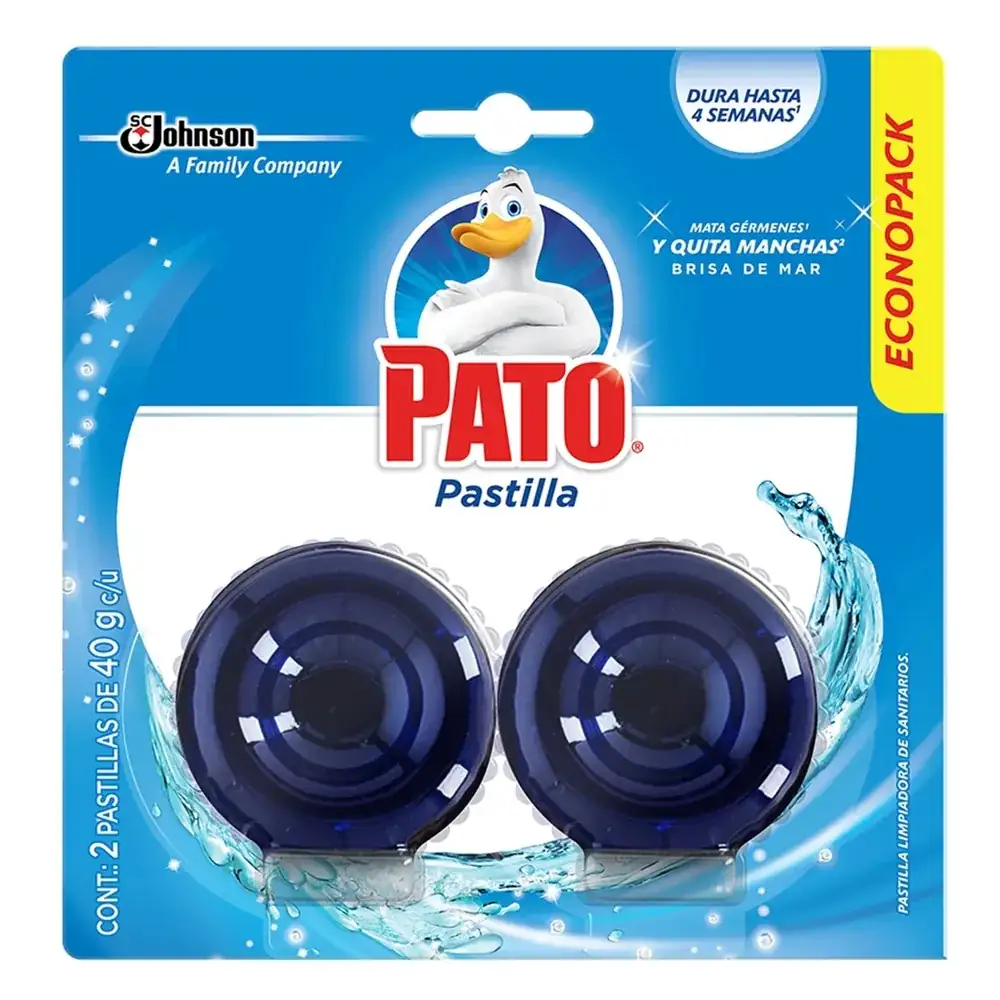 SC Johnson
A Family Company
DURA HASTA
4 SEMANAS¹
ECONOPACK
MATA GÉRMENES¹
Y QUITA MANCHAS²
BRISA DE MAR
PATO®
Pastilla
CONT.: 2 PASTILLAS DE 40 g c/u
PASTILLA LIMPIADORA DE SANITARIOS.